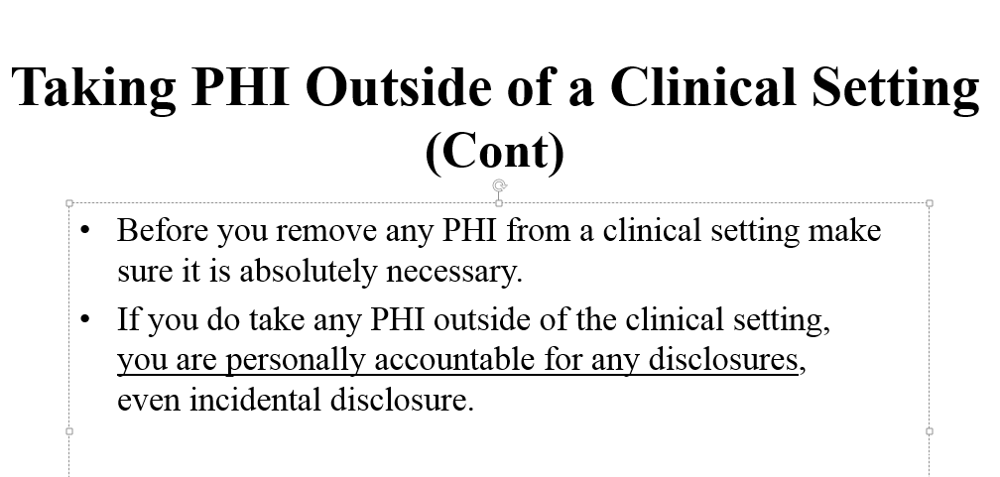 Taking PHI Outside of a Clinical Setting
(Cont)
• Before you remove any PHI from a clinical setting make
sure it is absolutely necessary.
• If you do take any PHI outside of the clinical setting,
you are personally accountable for any disclosures,
even incidental disclosure.